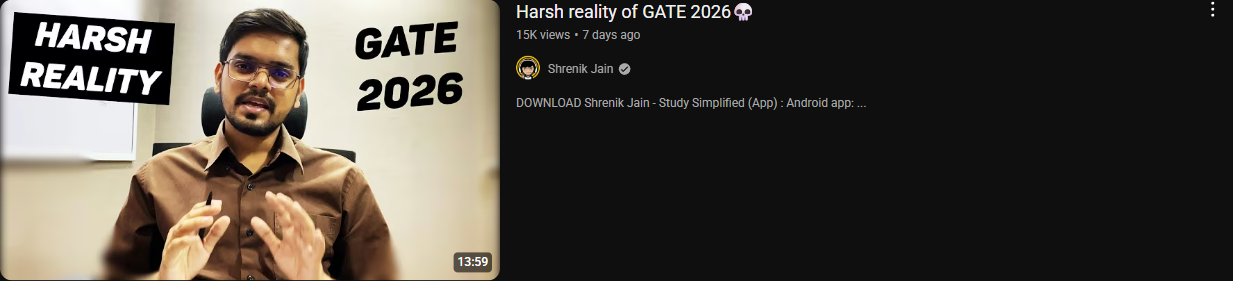 HARSH
REALITY
GATE
2026
13:59
Harsh reality of GATE 2026💀
15K views • 7 days ago
Shrenik Jain
DOWNLOAD Shrenik Jain - Study Simplified (App) : Android app: ...